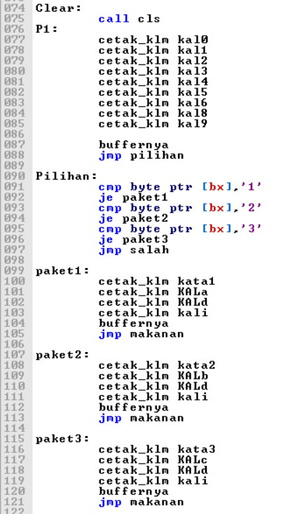 074 Clear:
075 call cls
076 P1:
077 cetak_klm kal0
078 cetak_klm kal1
079 cetak_klm kal2
080 cetak_klm kal3
081 cetak_klm kal4
082 cetak_klm kal5
083 cetak_klm kal6
084 cetak_klm kal8
085 cetak_klm kal9
086
087 buffernya
088 jmp pilihan
089
090 Pilihan:
091 cmp byte ptr [bx],'1'
092 je paket1
093 cmp byte ptr [bx],'2'
094 je paket2
095 cmp byte ptr [bx],'3'
096 je paket3
097 jmp salah
098
099 paket1:
100 cetak_klm kata1
101 cetak_klm KALa
102 cetak_klm KALd
103 cetak_klm kali
104 buffernya
105 jmp makanan
106
107 paket2:
108 cetak_klm kata2
109 cetak_klm KALb
110 cetak_klm KALd
111 cetak_klm kali
112 buffernya
113 jmp makanan
114
115 paket3:
116 cetak_klm kata3
117 cetak_klm KALc
118 cetak_klm KALd
119 cetak_klm kali
120 buffernya
121 jmp makanan
122